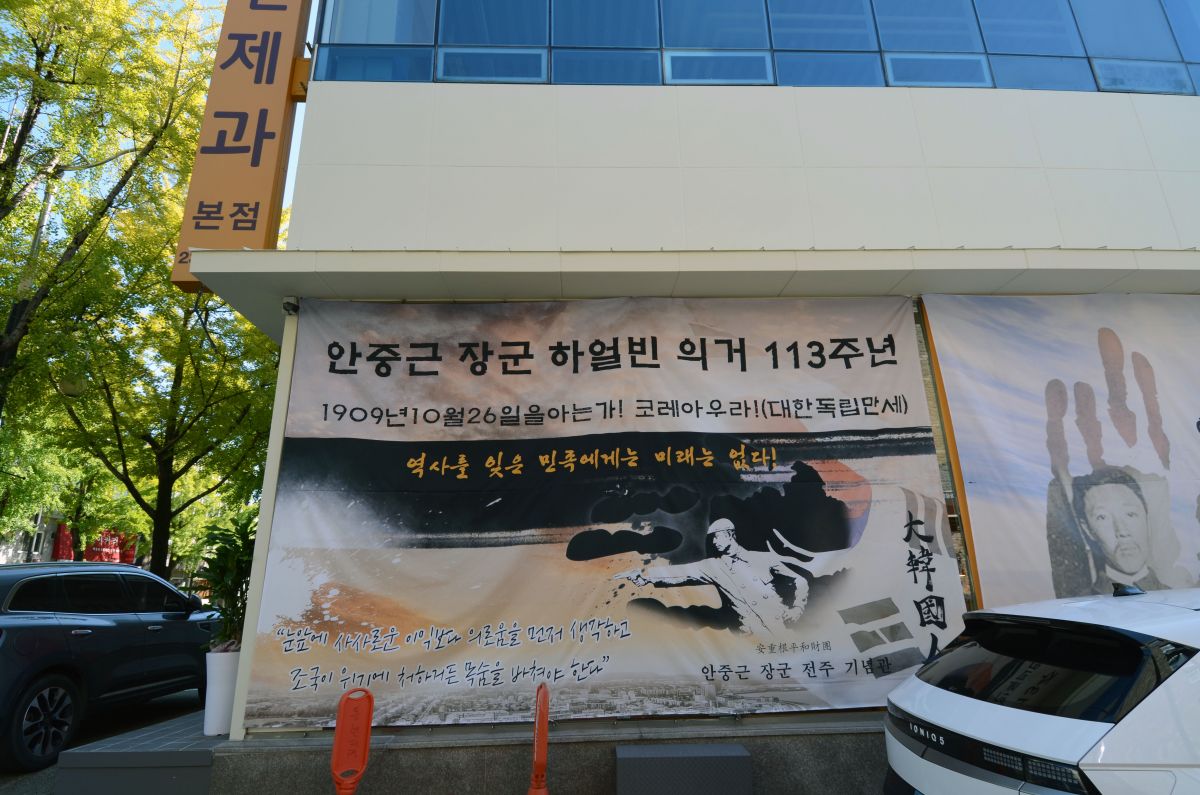 제과
본점
안중근 장군 하얼빈 의거 113주년
1909년10월26일을아는가! 코레아우라!(대한독립만세)
역사를 잊은 민족에게는 미래는 없다!
大韓國人
"눈앞에 사사로운 이익보다 의로움을 먼저 생각하고
조국이 위기에 처하거든 목숨을 바쳐야 한다"
安重根平和財團
안중근 장군 전주 기념관
IONIQ 5